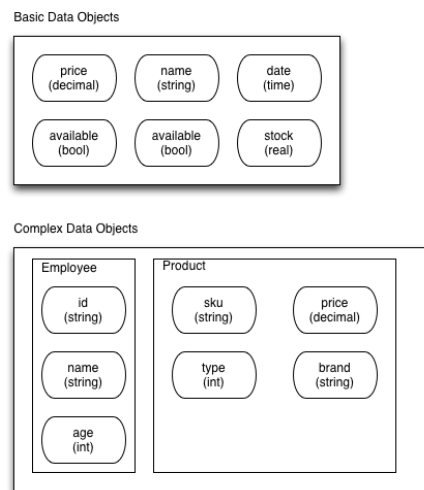 Basic Data Objects
price
(decimal)
name
(string)
date
(time)
available
(bool)
available
(bool)
stock
(real)
Complex Data Objects
Employee
id
(string)
name
(string)
age
(int)
Product
sku
(string)
price
(decimal)
type
(int)
brand
(string)